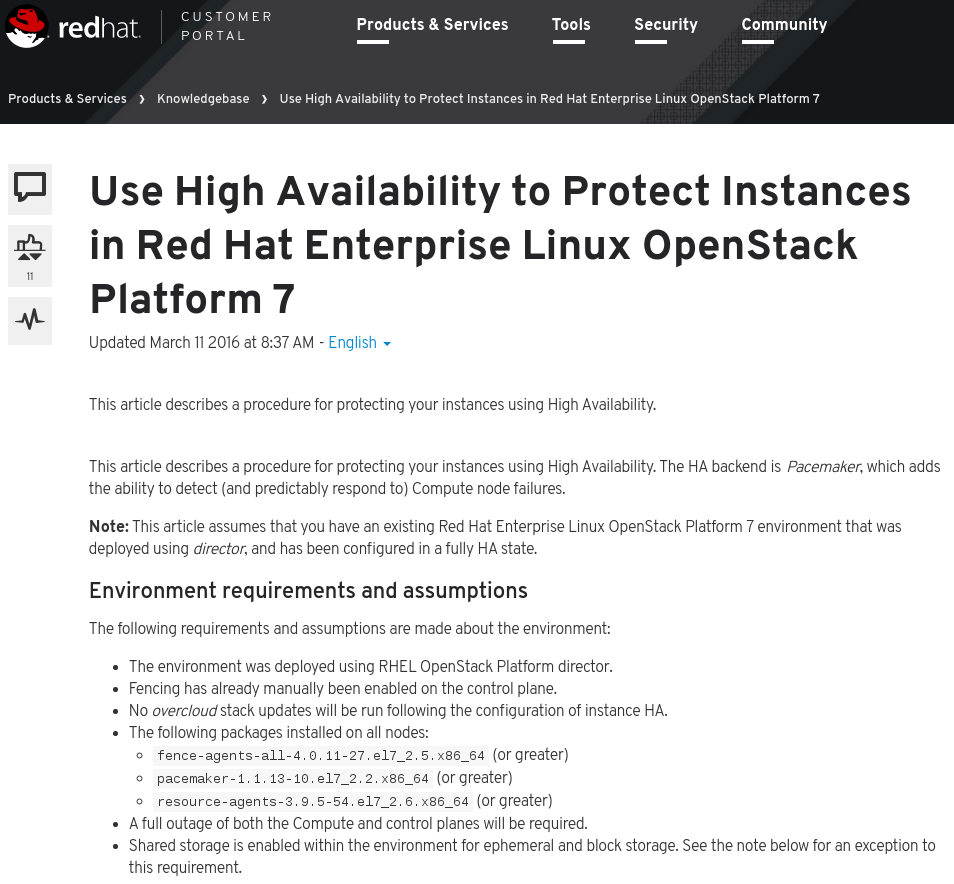 redhat.
CUSTOMER
PORTAL
Products & Services
Tools
Security
Community
Products & Services ❯ Knowledgebase ❯ Use High Availability to Protect Instances in Red Hat Enterprise Linux OpenStack Platform 7
11
Use High Availability to Protect Instances
in Red Hat Enterprise Linux OpenStack
Platform 7
Updated March 11 2016 at 8:37 AM - English
This article describes a procedure for protecting your instances using High Availability.
This article describes a procedure for protecting your instances using High Availability. The HA backend is Pacemaker, which adds
the ability to detect (and predictably respond to) Compute node failures.
Note: This article assumes that you have an existing Red Hat Enterprise Linux OpenStack Platform 7 environment that was
deployed using director, and has been configured in a fully HA state.
Environment requirements and assumptions
The following requirements and assumptions are made about the environment:
• The environment was deployed using RHEL OpenStack Platform director.
• Fencing has already manually been enabled on the control plane.
• No overcloud stack updates will be run following the configuration of instance HA.
• The following packages installed on all nodes:
◦ fence-agents-all-4.0.11-27.el7_2.5.x86_64 (or greater)
◦ pacemaker-1.1.13-10.el7_2.2.x86_64 (or greater)
◦ resource-agents-3.9.5-54.el7_2.6.x86_64 (or greater)
• A full outage of both the Compute and control planes will be required.
• Shared storage is enabled within the environment for ephemeral and block storage. See the note below for an exception to
this requirement.